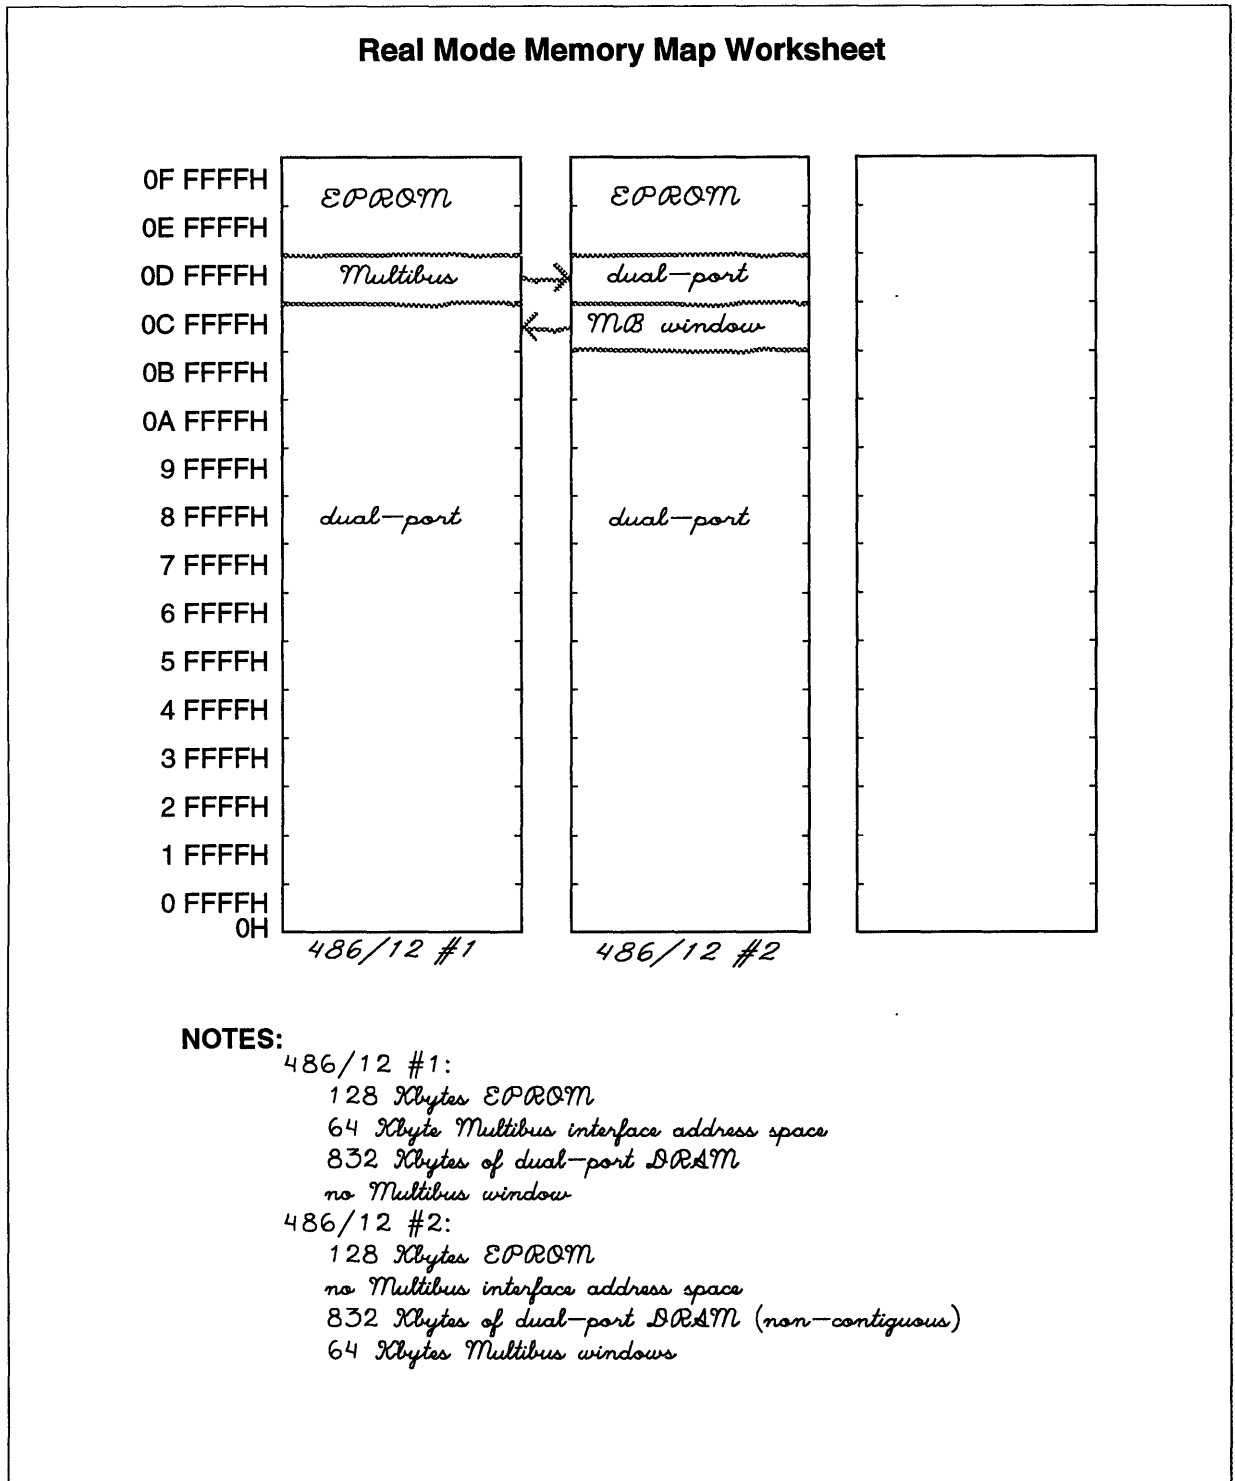 Real Mode Memory Map Worksheet
0F FFFFH
EPROM
EPROM
0E FFFFH
0D FFFFH
Multibus
dual-port
0C FFFFH
MB window
0B FFFFH
0A FFFFH
9 FFFFH
8 FFFFH
dual-port
dual-port
7 FFFFH
6 FFFFH
5 FFFFH
4 FFFFH
3 FFFFH
2 FFFFH
1 FFFFH
0 FFFFH
0H
486/12 #1
486/12 #2
NOTES:
486/12 #1:
128 Kbytes EPROM
64 Kbyte Multibus interface address space
832 Kbytes of dual-port DRAM
no Multibus window
486/12 #2:
128 Kbytes EPROM
no Multibus interface address space
832 Kbytes of dual-port DRAM (non-contiguous)
64 Kbytes Multibus windows